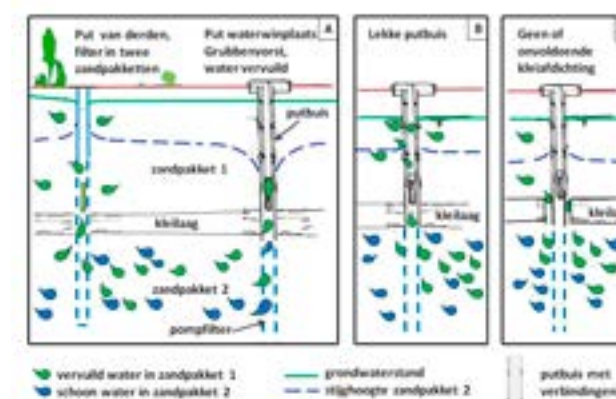 Put van derden,
filter in twee
zandpakketten
Put waterwinplaats
Grubbenvorst,
water vervuild
A
putbuis
zandpakket 1
kleilaag
zandpakket 2
pompfilter
Lekke putbuis
B
kleilaag
Geen of
onvoldoende
kleiafdichting
vervuild water in zandpakket 1
schoon water in zandpakket 2
grondwaterstand
stijghoogte zandpakket 2
putbuis met
verbindingen